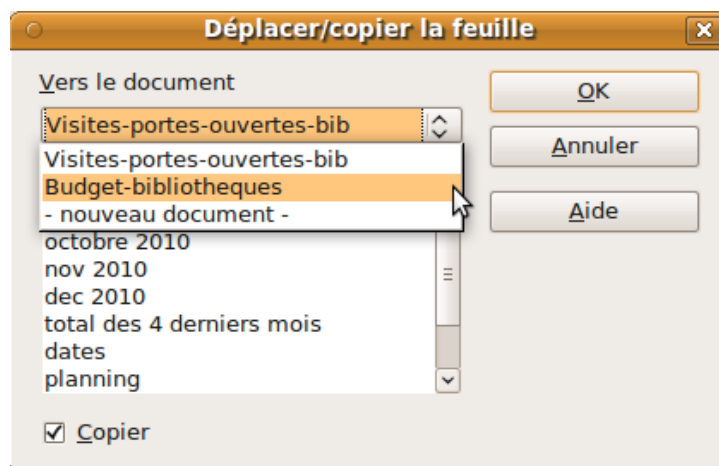 Déplacer/copier la feuille
Vers le document
Visites-portes-ouvertes-bib
Visites-portes-ouvertes-bib
Budget-bibliotheques
- nouveau document -
octobre 2010
nov 2010
dec 2010
total des 4 derniers mois
dates
planning
Copier
OK
Annuler
Aide